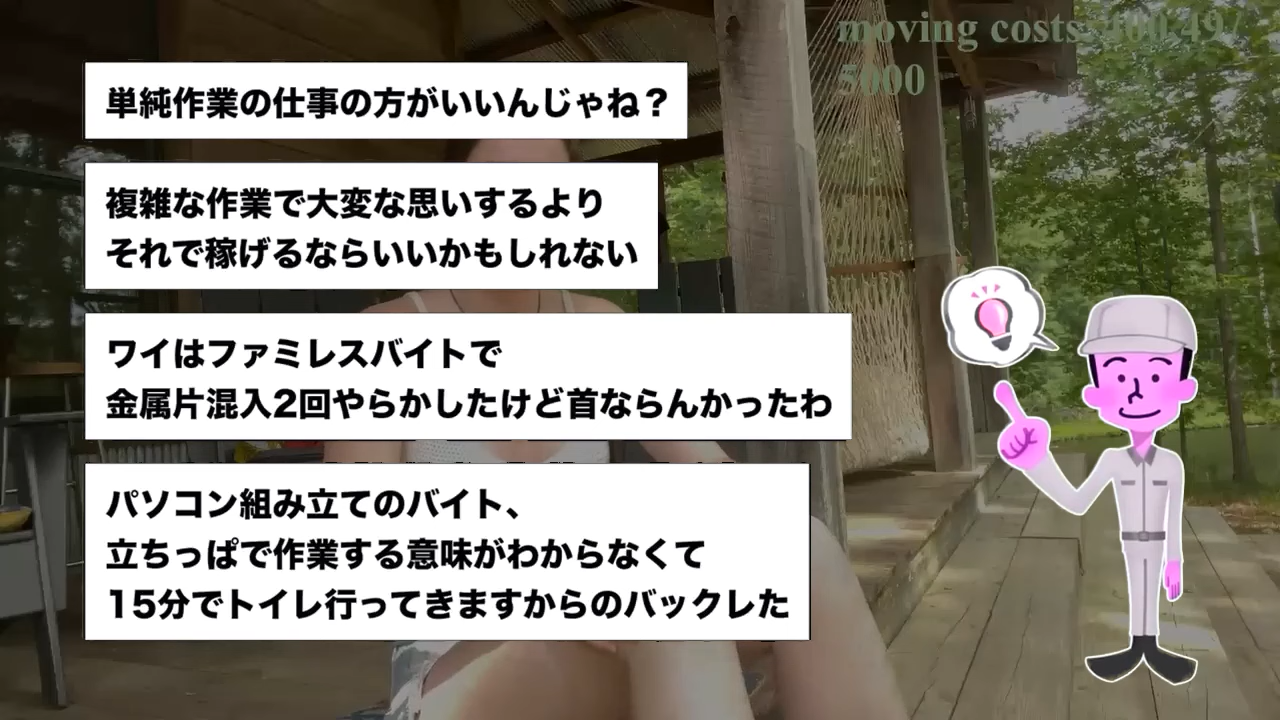 moving costs: 400.49/
5000
単純作業の仕事の方がいいんじゃね？
複雑な作業で大変な思いするより
それで稼げるならいいかもしれない
ワイはファミレスバイトで
金属片混入2回やらかしたけど首ならんかったわ
パソコン組み立てのバイト、
立ちっぱで作業する意味がわからなくて
15分でトイレ行ってきますからのバックレた